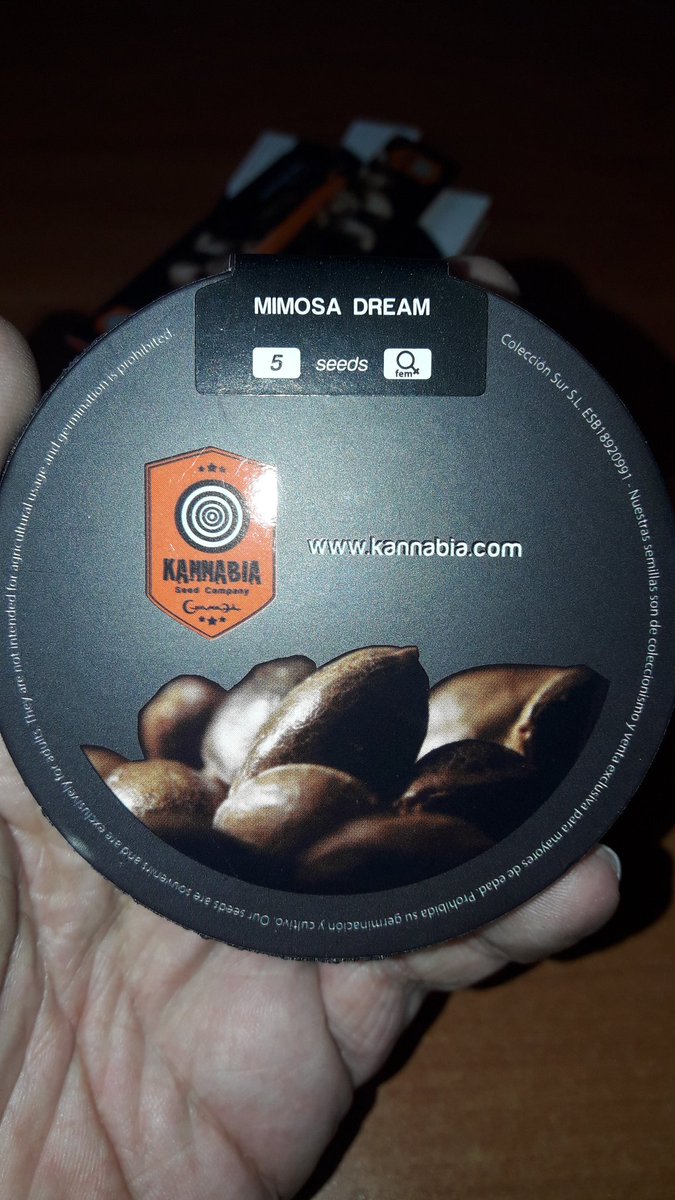 MIMOSA DREAM
5 seeds fem
KANNABIA
Seed Company
www.kannabia.com
Colección Sur S.L. ESB18920991 - Nuestras semillas son de coleccionismo y venta exclusiva para mayores de edad. Prohibida su germinación y cultivo. Our seeds are souvenirs and are exclusively for adults. They are not intended for agricultural usage and germination is prohibited.